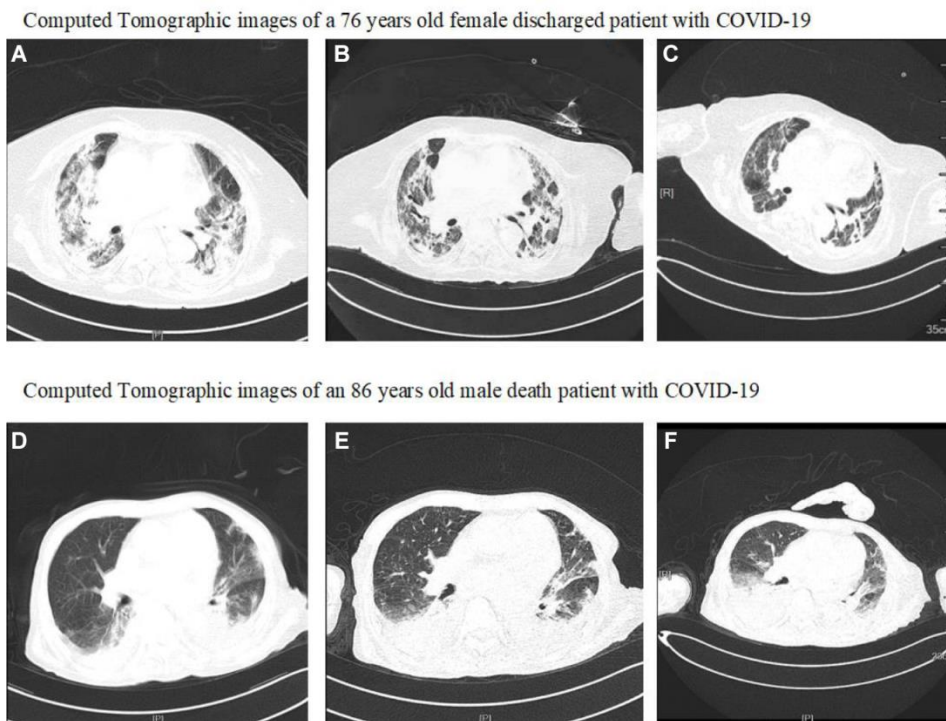 Computed Tomographic images of a 76 years old female discharged patient with COVID-19
A
B
C
[R]
[P]
35cm
Computed Tomographic images of an 86 years old male death patient with COVID-19
D
E
F
[R]
[P]
[P]
[P]